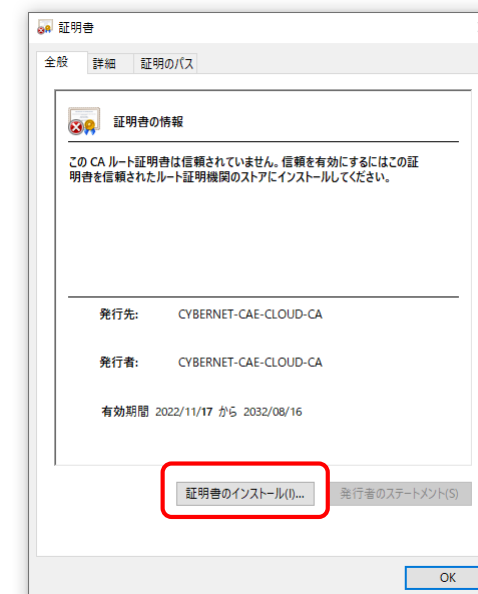 証明書
全般 詳細 証明のパス
証明書の情報
この CA ルート証明書は信頼されていません。信頼を有効にするにはこの証
明書を信頼されたルート証明機関のストアにインストールしてください。
発行先: CYBERNET-CAE-CLOUD-CA
発行者: CYBERNET-CAE-CLOUD-CA
有効期間 2022/11/17 から 2032/08/16
証明書のインストール(I)... 発行者のステートメント(S)
OK